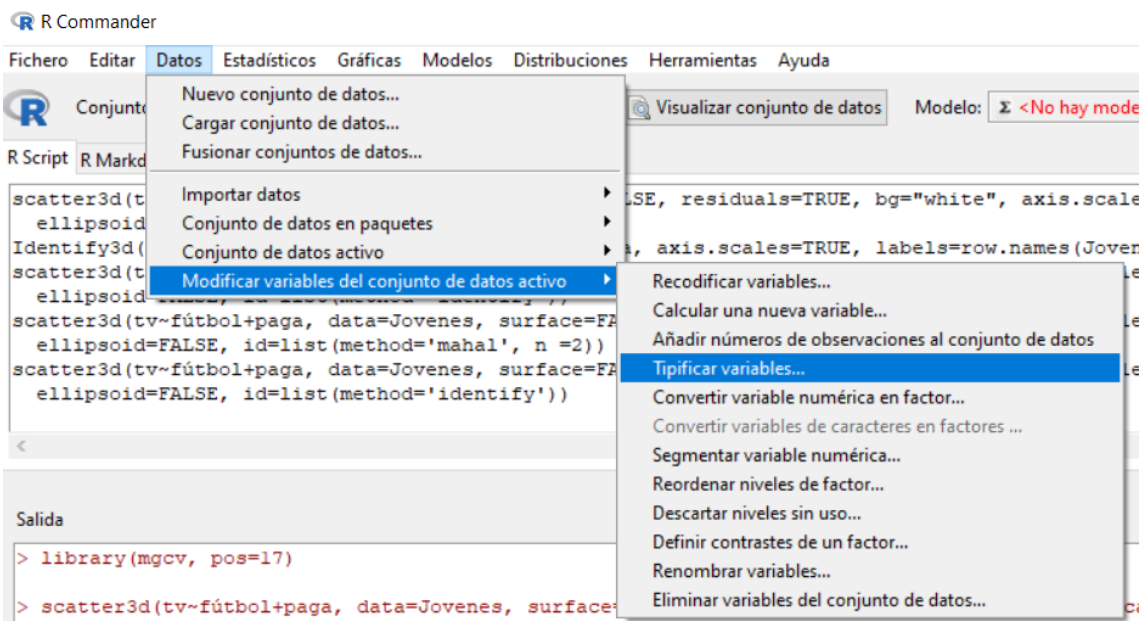 R Commander
Fichero Editar Datos Estadísticos Gráficas Modelos Distribuciones Herramientas Ayuda
Nuevo conjunto de datos...
Cargar conjunto de datos...
Fusionar conjuntos de datos...
Importar datos
Conjunto de datos en paquetes
Conjunto de datos activo
Modificar variables del conjunto de datos activo
Visualizar conjunto de datos Modelo: Σ <No hay mode
R Script R Markd
Recodificar variables...
Calcular una nueva variable...
Añadir números de observaciones al conjunto de datos
Tipificar variables...
Convertir variable numérica en factor...
Convertir variables de caracteres en factores ...
Segmentar variable numérica...
Reordenar niveles de factor...
Descartar niveles sin uso...
Definir contrastes de un factor...
Renombrar variables...
Eliminar variables del conjunto de datos...
scatter3d(t LSE, residuals=TRUE, bg="white", axis.scale
ellipsoid
Identify3d( a, axis.scales=TRUE, labels=row.names(Joven
scatter3d(t
ellipsoid
scatter3d(tv~fútbol+paga, data=Jovenes, surface=FA
ellipsoid=FALSE, id=list(method='mahal', n =2))
scatter3d(tv~fútbol+paga, data=Jovenes, surface=FA
ellipsoid=FALSE, id=list(method='identify'))
Salida
> library(mgcv, pos=17)
> scatter3d(tv~fútbol+paga, data=Jovenes, surface=